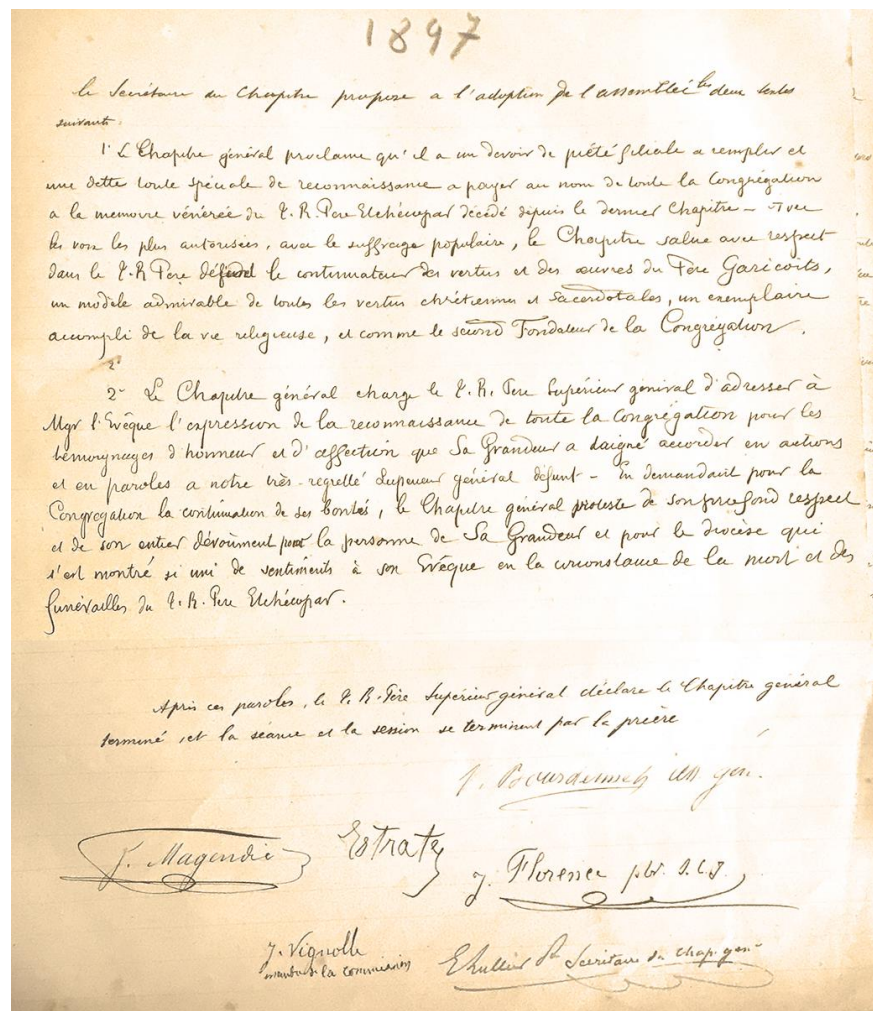 1897
le Secrétaire du Chapitre propose a l'adoption de l'assemblée les deux textes
suivants.
1° Le Chapitre général proclame qu'il a un devoir de piété filiale a remplir et
une dette toute spéciale de reconnaissance a payer au nom de toute la Congrégation
a la memoire vénérée du T. R. Pere Etchécopar décédé depuis le dernier Chapitre – Avec
les voix les plus autorisées, avec le suffrage populaire, le Chapitre salue avec respect
dans le T. R Pere défunt le continuateur des vertus et des œuvres du Père Garicoits,
un modèle admirable de toutes les vertus chrétiennes et sacerdotales, un exemplaire
accompli de la vie religieuse, et comme le second Fondateur de la Congrégation.
2°
2° Le Chapitre général charge le T. R. Pere Supérieur général d'adresser à
Mgr l'Evêque l'expression de la reconnaissance de toute la Congrégation pour les
témoignages d'honneur et d'affection que Sa Grandeur a daigné accorder en actions
et en paroles a notre très-regretté Supérieur général défunt – En demandant pour la
Congrégation la continuation de ses bontés, le Chapitre général proteste de son profond respect
et de son entier dévoûment pour la personne de Sa Grandeur et pour le diocèse qui
s'est montré si uni de sentiments à son Evêque en la circonstance de la mort et des
funérailles du T. R. Pere Etchécopar.
Après ces paroles, le T. R. Père Supérieur général déclare le Chapitre général
terminé, et la séance et la session se terminent par la prière
gén.
Magendie
Estrate
J. Florence pbr. S.C.J.
J. Vignolle
de la commission
Secrétaire du chap. gen.